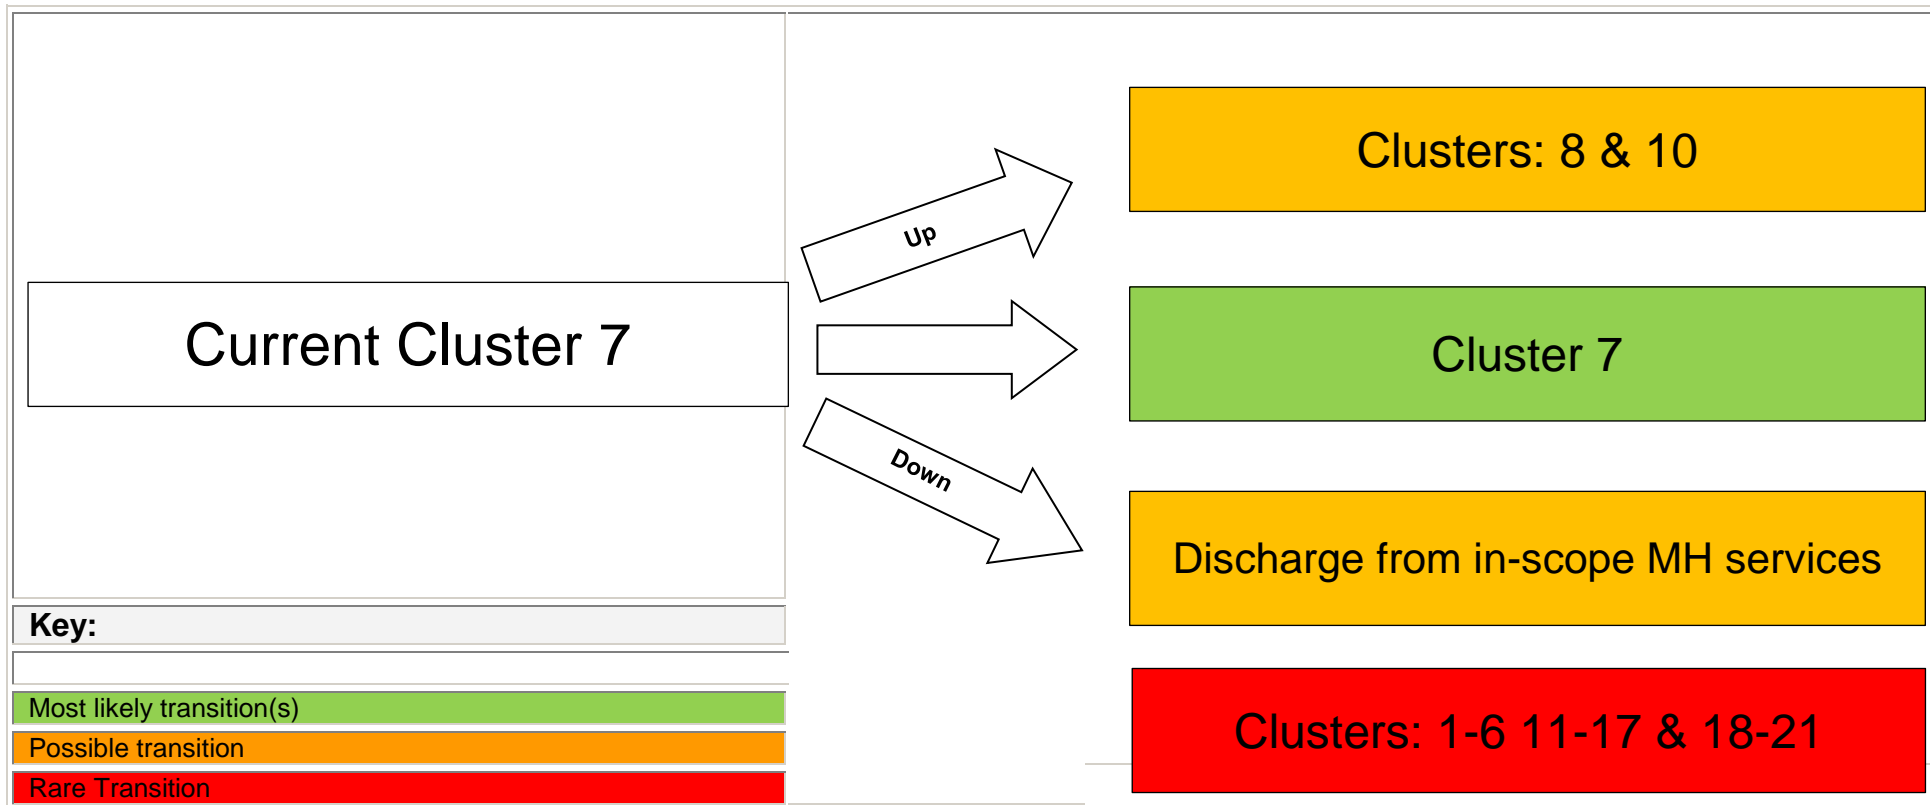 Clusters: 8 & 10
Up
Current Cluster 7
Cluster 7
Down
Discharge from in-scope MH services
Key:
Most likely transition(s)
Possible transition
Rare Transition
Clusters: 1-6 11-17 & 18-21